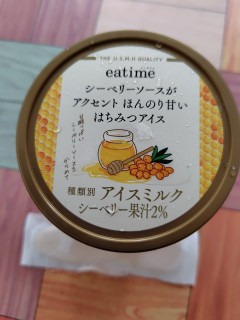 THE U.S.M.H QUALITY
eatime
シーベリーソースが
アクセント ほんのり甘い
はちみつアイス
種類別 アイスミルク
シーベリー果汁2%